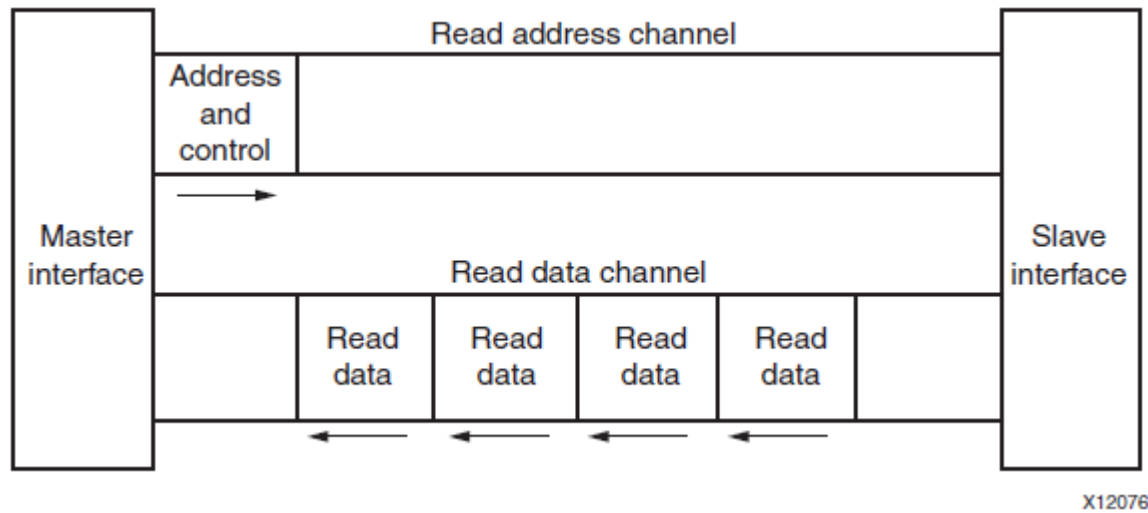 Read address channel
Address
and
control
Master
interface
Slave
interface
Read data channel
Read
data
Read
data
Read
data
Read
data
X12076